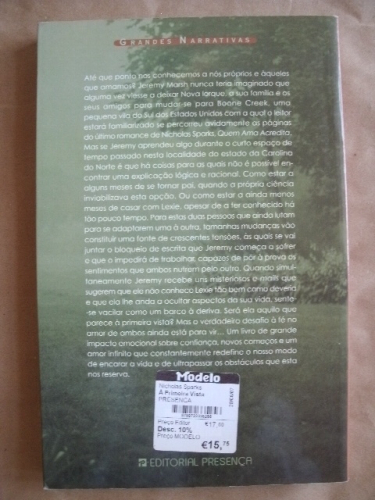 GRANDES NARRATIVAS
Até que ponto nos conhecemos a nós próprios e àqueles
que amamos? Jeremy Marsh nunca teria imaginado que
alguma vez viesse a deixar Nova Iorque, a sua família e os
seus amigos para mudar-se para Boone Creek, uma
pequena vila do Sul dos Estados Unidos com a qual o leitor
estará familiarizado se percorreu avidamente as páginas
do último romance de Nicholas Sparks, Quem Ama Acredita.
Mas se Jeremy aprendeu algo durante o curto espaço de
tempo passado nesta localidade do estado da Carolina
do Norte é que há coisas para as quais não é possível en-
contrar uma explicação lógica e racional. Como estar a
alguns meses de se tornar pai, quando a própria ciência
inviabilizava esta opção. Ou como estar a ainda menos
meses de casar com Lexie, apesar de a ter conhecido há
tão pouco tempo. Para estas duas pessoas que ainda lutam
para se adaptarem uma à outra, tamanhas mudanças vão
constituir uma fonte de crescentes tensões, às quais se vai
juntar o bloqueio de escrita que Jeremy começa a sofrer
e que o impedirá de trabalhar, capazes de pôr à prova os
sentimentos que ambos nutrem pelo outro. Quando simul-
taneamente Jeremy recebe uns misteriosos e-mails que
sugerem que ele não conhece Lexie tão bem como deveria
e que ela lhe anda a ocultar aspectos da sua vida, sente-
-se vacilar como um barco à deriva. Será ela aquilo que
parece à primeira vista? Mas o verdadeiro desafio à fé no
amor de ambos ainda está para vir... Um livro de grande
impacto emocional sobre confiança, novos começos e um
amor infinito que constantemente redefine o nosso modo
de encarar a vida e de ultrapassar os obstáculos que esta
nos reserva.
Modelo
Nicholas Sparks
À Primeira Vista
PRESENÇA
Preço Editor €17,50
Desc. 10%
Preço MODELO
€15,75
EDITORIAL PRESENÇA